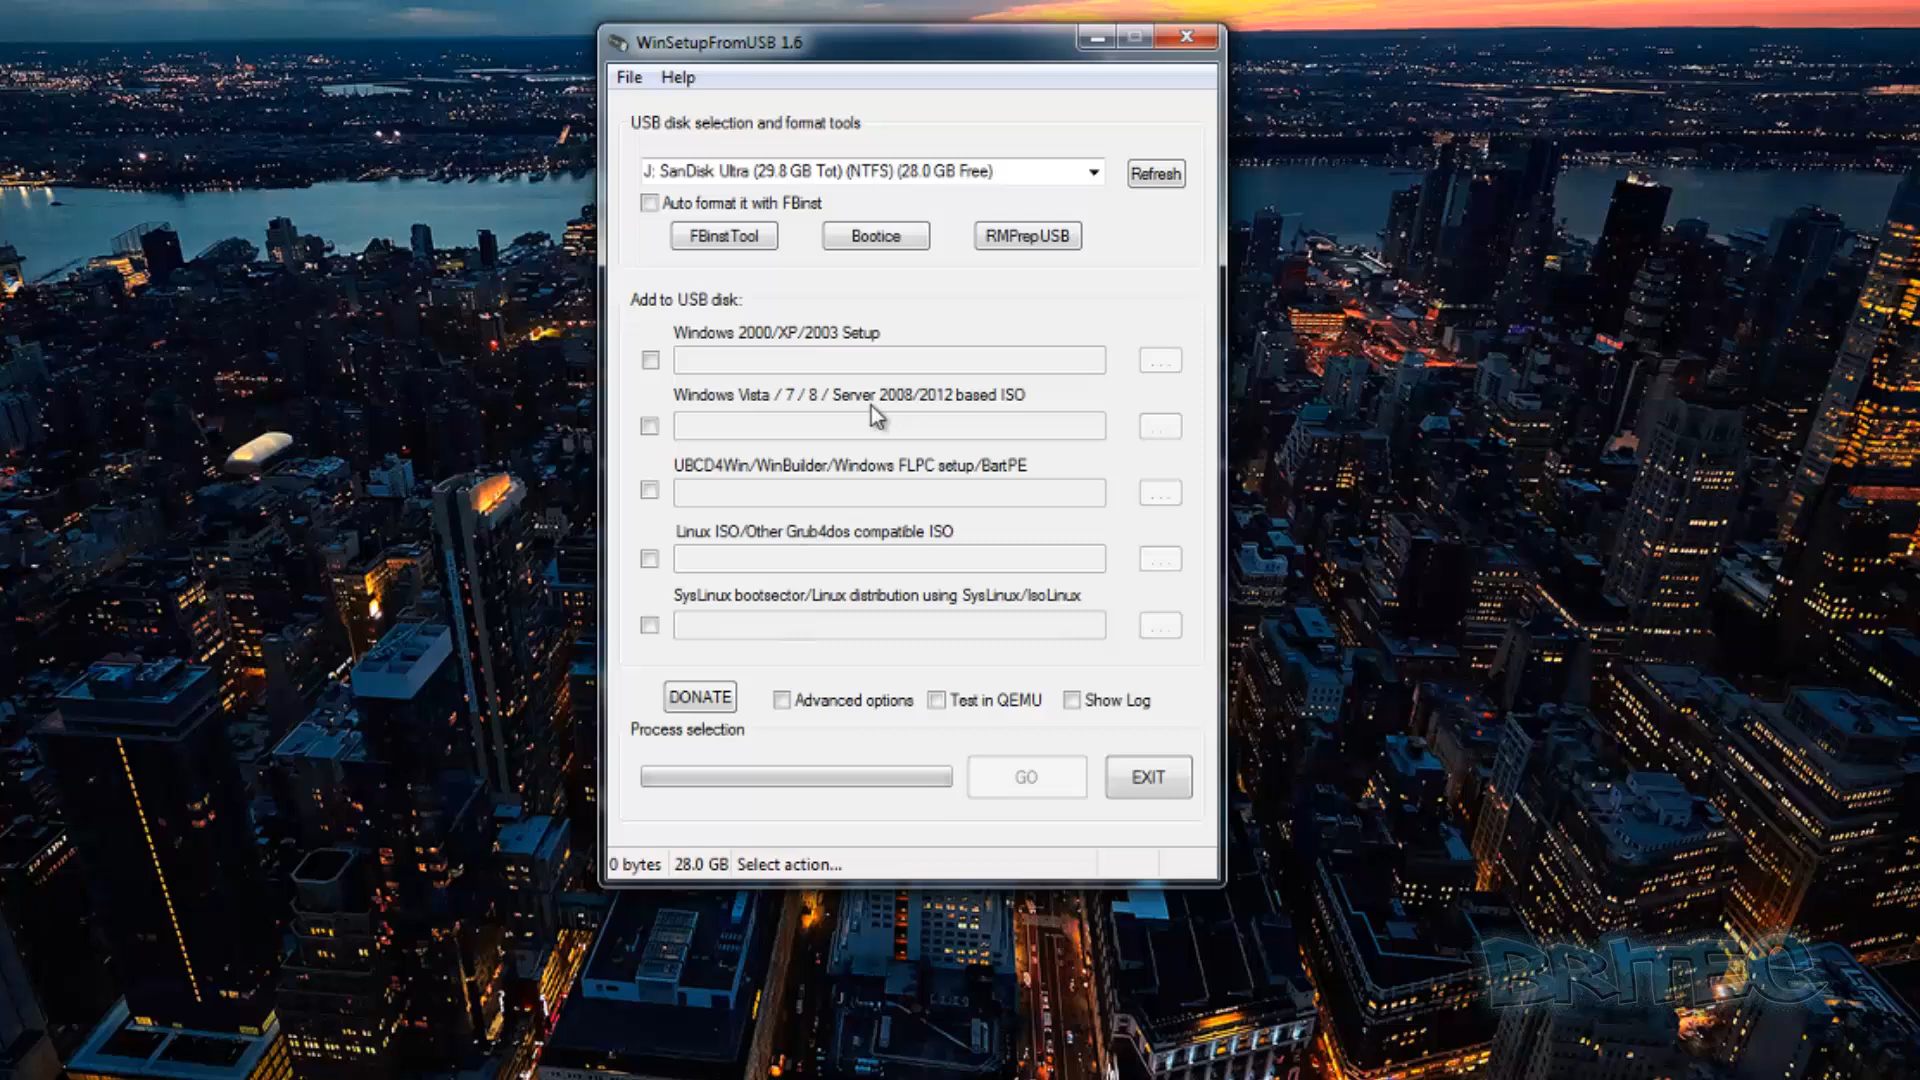 WinSetupFromUSB 1.6
File Help
USB disk selection and format tools
J: SanDisk Ultra (29.8 GB Tot) (NTFS) (28.0 GB Free)
Refresh
Auto format it with FBinst
FBinstTool Bootice RMPrepUSB
Add to USB disk:
Windows 2000/XP/2003 Setup
...
Windows Vista / 7 / 8 / Server 2008/2012 based ISO
...
UBCD4Win/WinBuilder/Windows FLPC setup/BartPE
...
Linux ISO/Other Grub4dos compatible ISO
...
SysLinux bootsector/Linux distribution using SysLinux/IsoLinux
...
DONATE Advanced options Test in QEMU Show Log
Process selection
GO EXIT
0 bytes 28.0 GB Select action...
BRITEC